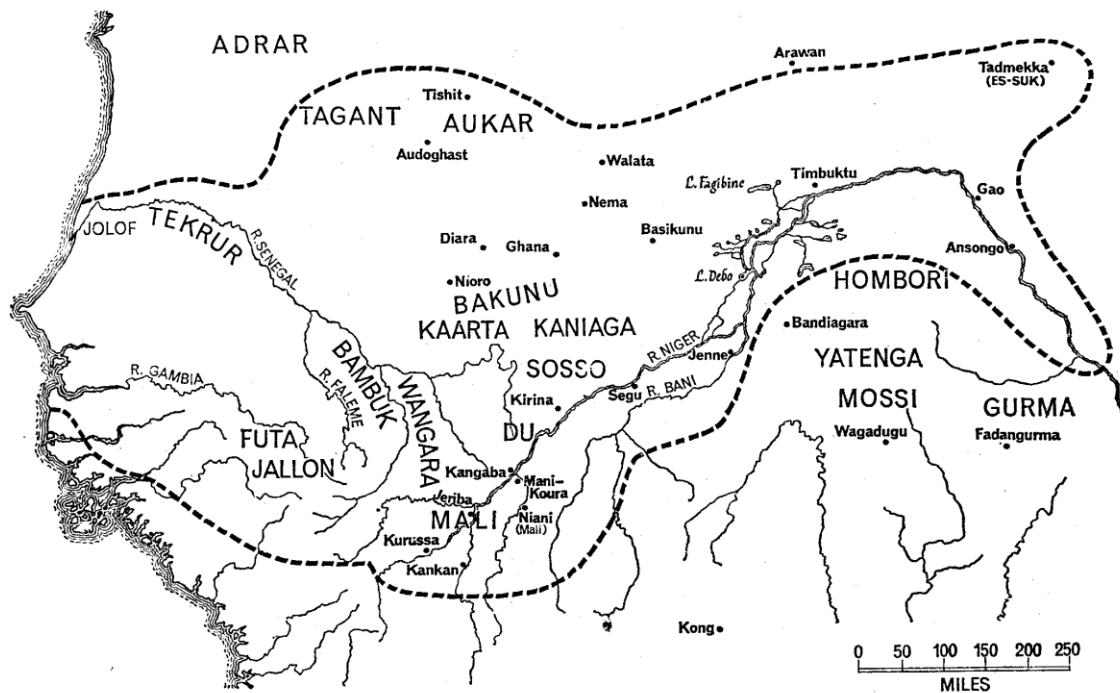 ADRAR
Arawan
Tadmekka
(ES-SUK)
Tishit
TAGANT
AUKAR
Audoghast
Walata
L. Fagibine
Timbuktu
Nema
Gao
JOLOF
TEKRUR
R. SENEGAL
Diara
Ghana
Basikunu
Ansongo
L. Debo
Nioro
BAKUNU
HOMBORI
KAARTA
KANIAGA
Bandiagara
R. NIGER
Jenne
YATENGA
SOSSO
R. GAMBIA
BAMBUK
R. FALEME
WANGARA
Segu
R. BANI
MOSSI
GURMA
Kirina
DU
Wagadugu
Fadangurma
FUTA
JALLON
Kangaba
Mani-
Koura
Jeriba
MALI
Niani
(Mali)
Kurussa
Kankan
Kong
0 50 100 150 200 250
MILES